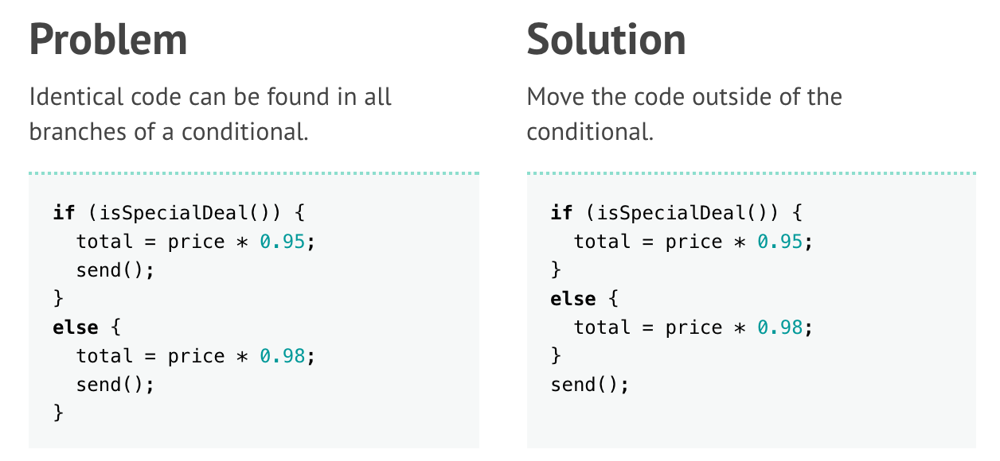 Problem
Identical code can be found in all
branches of a conditional.
if (isSpecialDeal()) {
  total = price * 0.95;
  send();
}
else {
  total = price * 0.98;
  send();
}
Solution
Move the code outside of the
conditional.
if (isSpecialDeal()) {
  total = price * 0.95;
}
else {
  total = price * 0.98;
}
send();